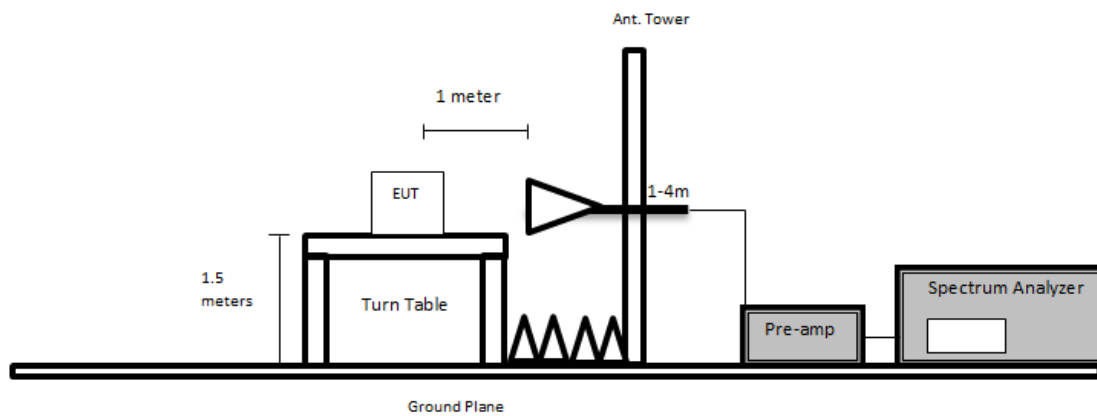 Ant. Tower
1 meter
EUT
1-4m
1.5
meters
Turn Table
Spectrum Analyzer
Pre-amp
Ground Plane